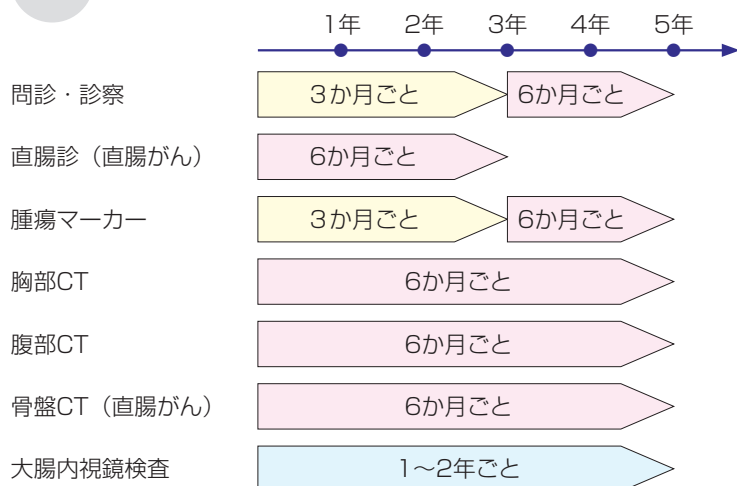 1年 2年 3年 4年 5年
問診・診察 3か月ごと 6か月ごと
直腸診（直腸がん） 6か月ごと
腫瘍マーカー 3か月ごと 6か月ごと
胸部CT 6か月ごと
腹部CT 6か月ごと
骨盤CT（直腸がん） 6か月ごと
大腸内視鏡検査 1～2年ごと